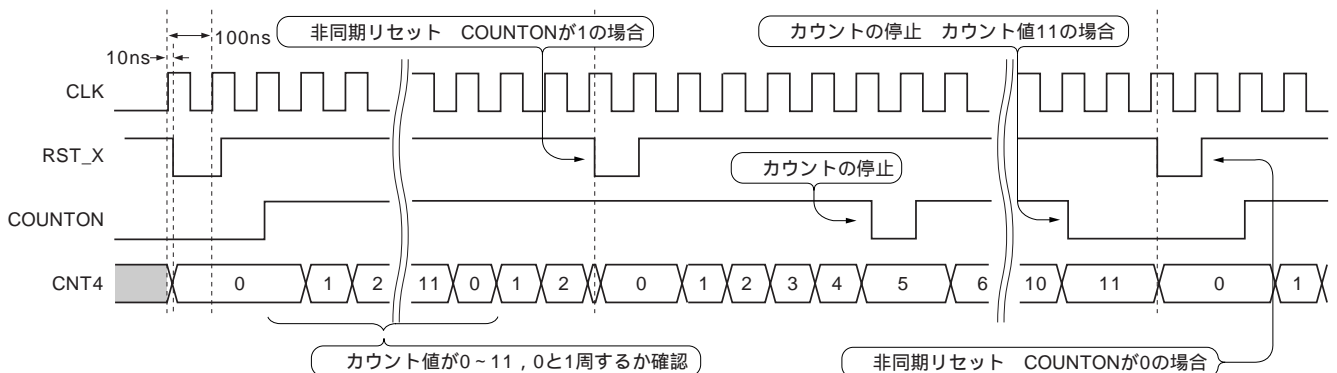 非同期リセット　COUNTONが1の場合
カウントの停止　カウント値11の場合
100ns
10ns
CLK
RST_X
カウントの停止
COUNTON
CNT4
0 1 2 11 0 1 2 0 1 2 3 4 5 6 10 11 0 1
カウント値が0～11，0と1周するか確認
非同期リセット　COUNTONが0の場合